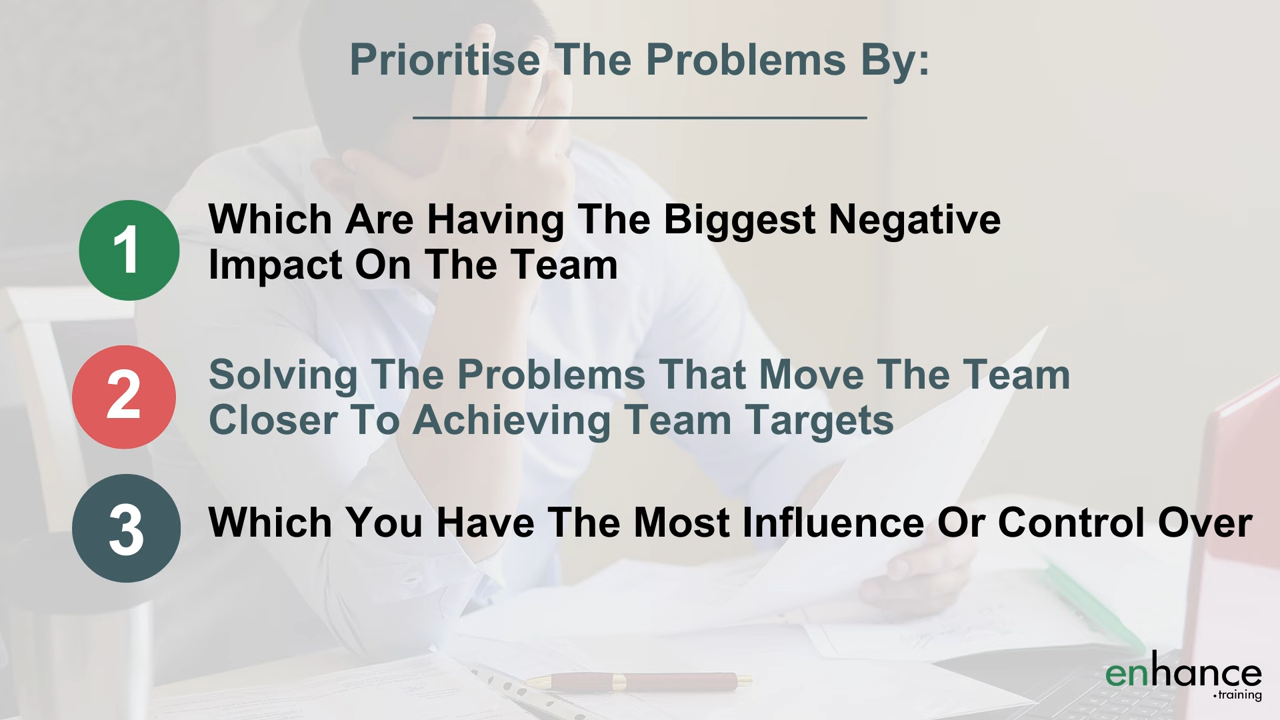 Prioritise The Problems By:
1
Which Are Having The Biggest Negative
Impact On The Team
2
Solving The Problems That Move The Team
Closer To Achieving Team Targets
3
Which You Have The Most Influence Or Control Over
enhance
.training